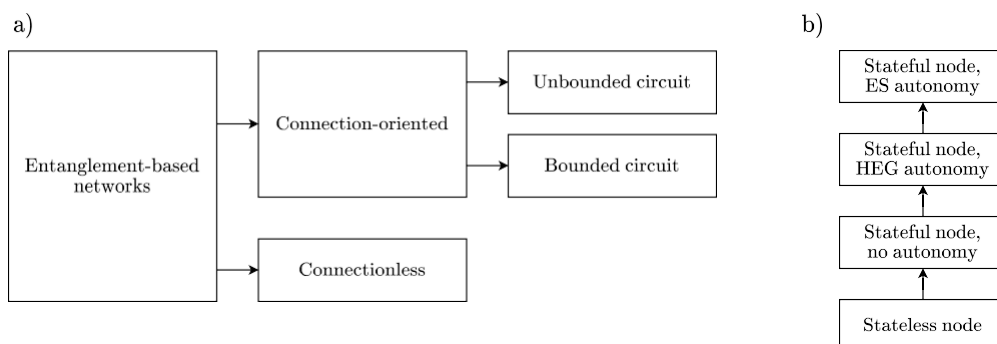 a)
Entanglement-based
networks
Connection-oriented
Unbounded circuit
Bounded circuit
Connectionless
b)
Stateful node,
ES autonomy
Stateful node,
HEG autonomy
Stateful node,
no autonomy
Stateless node